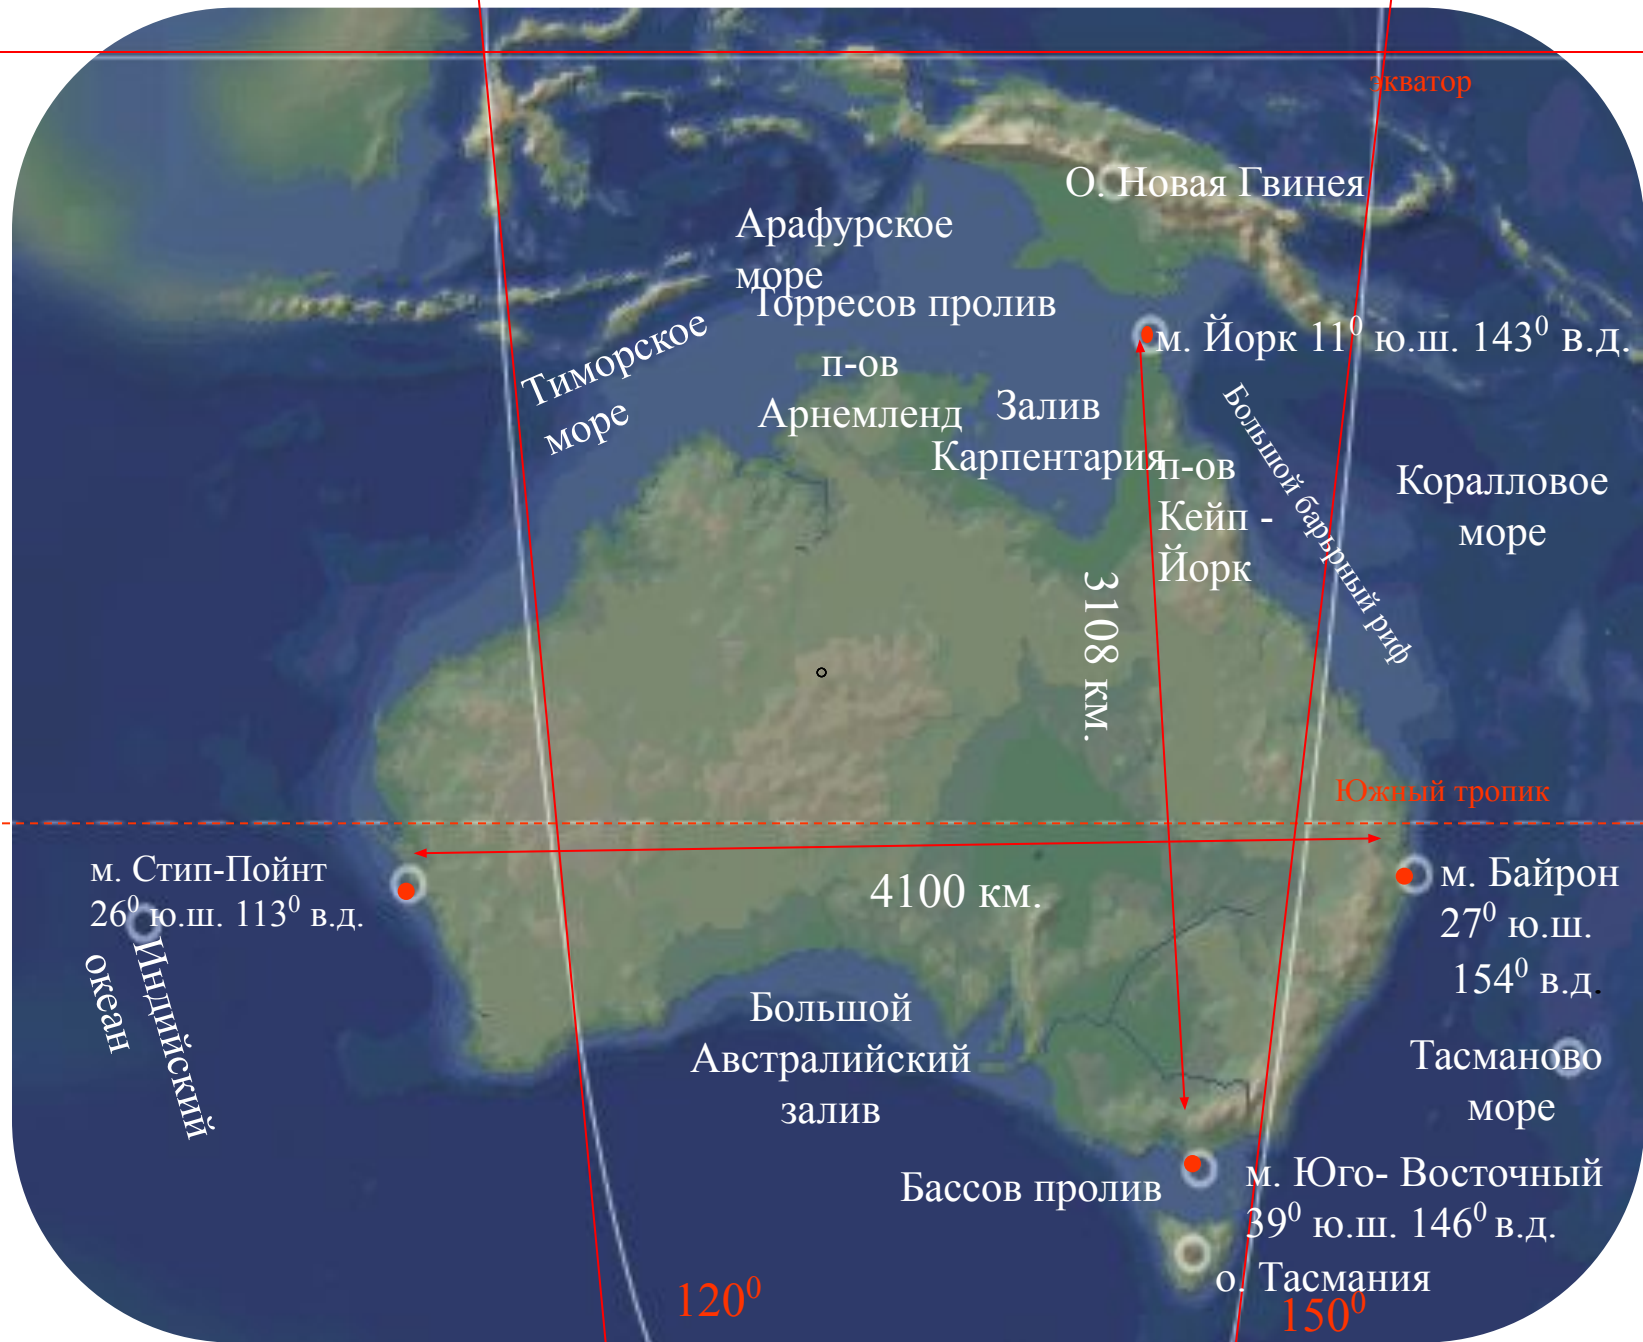 экватор
О. Новая Гвинея
Арафурское
море
Торресов пролив
Тиморское
море
м. Йорк 11⁰ ю.ш. 143⁰ в.д.
п-ов
Арнемленд
Залив
Карпентария
п-ов
Кейп -
Йорк
Большой барьрный риф
Коралловое
море
3108 км.
Южный тропик
м. Стип-Пойнт
26⁰ ю.ш. 113⁰ в.д.
4100 км.
м. Байрон
27⁰ ю.ш.
154⁰ в.д.
Индийский
океан
Большой
Австралийский
залив
Тасманово
море
Бассов пролив
м. Юго- Восточный
39⁰ ю.ш. 146⁰ в.д.
о. Тасмания
120⁰
150⁰